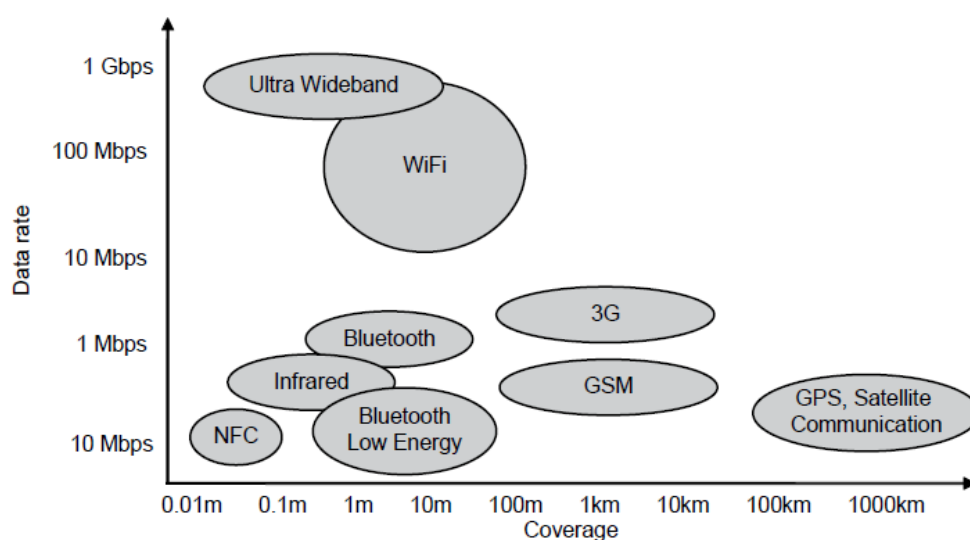 1 Gbps
Ultra Wideband
100 Mbps
WiFi
10 Mbps
Data rate
3G
1 Mbps
Bluetooth
Infrared
GSM
GPS, Satellite
Communication
Bluetooth
Low Energy
NFC
10 Mbps
0.01m 0.1m 1m 10m 100m 1km 10km 100km 1000km
Coverage